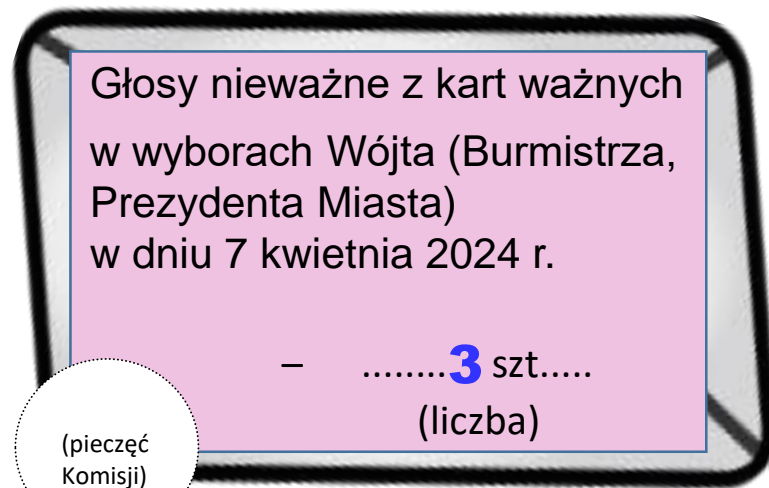 Głosy nieważne z kart ważnych
w wyborach Wójta (Burmistrza,
Prezydenta Miasta)
w dniu 7 kwietnia 2024 r.
– ........3 szt.....
(liczba)
(pieczęć
Komisji)